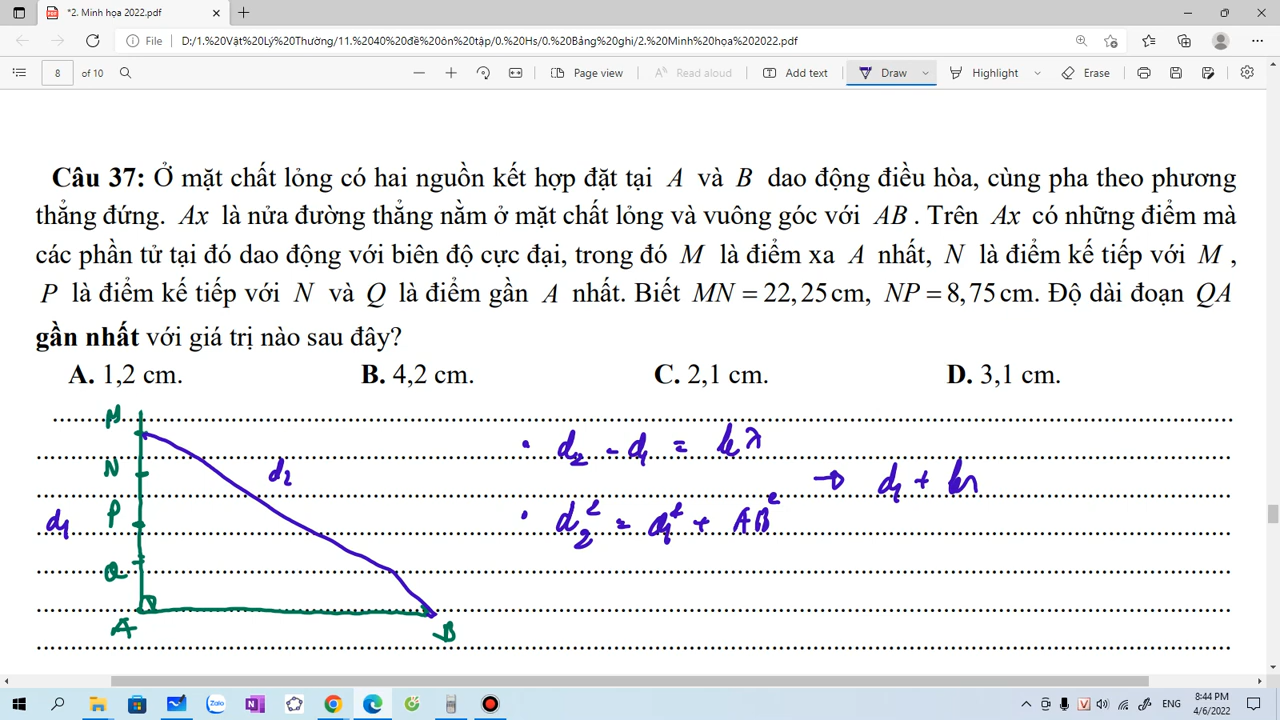 *2. Minh họa 2022.pdf
File D:/1.%20Vật%20Lý%20Thường/11.%2040%20đề%20ôn%20tập/0.%20Hs/0.%20Bảng%20ghi/2.%20Minh%20họa%202022.pdf
8 of 10 Page view Read aloud Add text Draw Highlight Erase
Câu 37: Ở mặt chất lỏng có hai nguồn kết hợp đặt tại A và B dao động điều hòa, cùng pha theo phương
thẳng đứng. Ax là nửa đường thẳng nằm ở mặt chất lỏng và vuông góc với AB. Trên Ax có những điểm mà
các phần tử tại đó dao động với biên độ cực đại, trong đó M là điểm xa A nhất, N là điểm kế tiếp với M,
P là điểm kế tiếp với N và Q là điểm gần A nhất. Biết MN = 22,25 cm, NP = 8,75 cm. Độ dài đoạn QA
gần nhất với giá trị nào sau đây?
A. 1,2 cm. B. 4,2 cm. C. 2,1 cm. D. 3,1 cm.
M
• d₂ - d₁ = kλ
N d₂ → d₁ + k
d₁ P • d₂² = d₁² + AB²
Q
A B
Zalo ENG 8:44 PM
4/6/2022